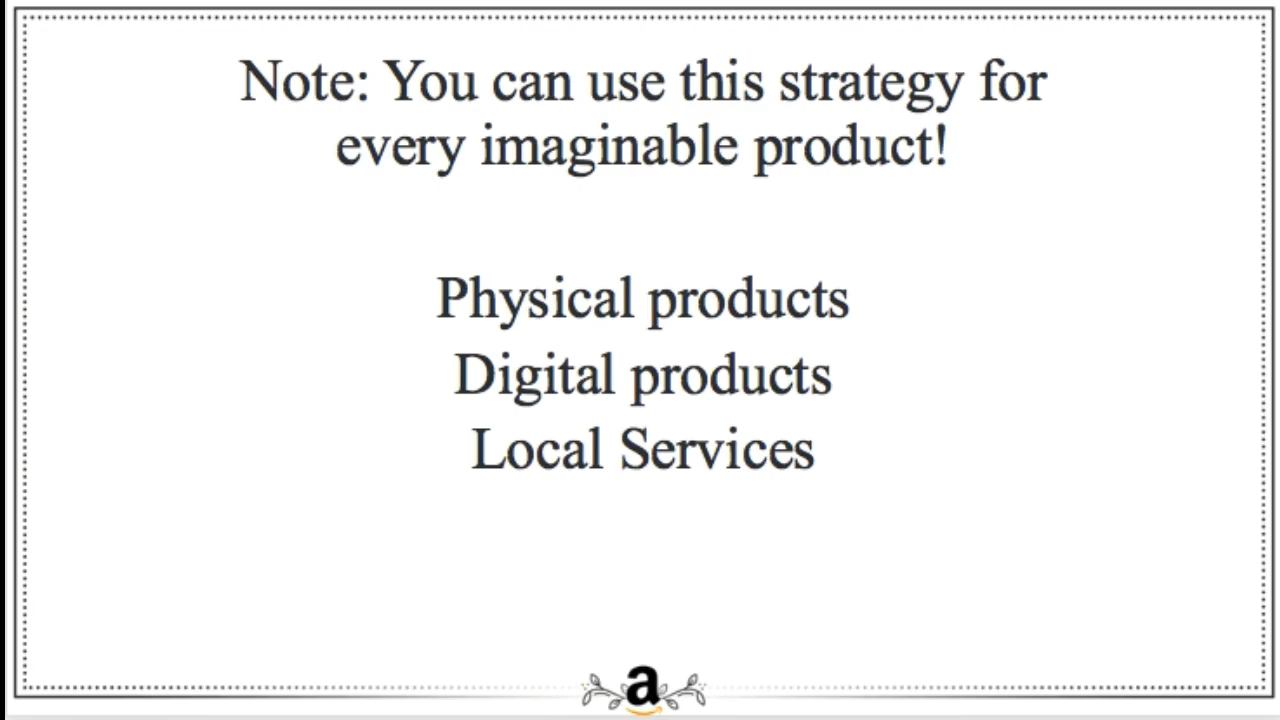 Note: You can use this strategy for
every imaginable product!
Physical products
Digital products
Local Services
a